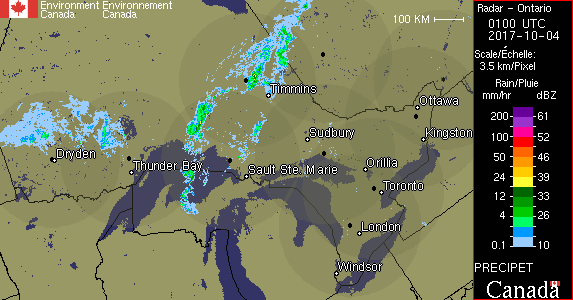 Environment Environnement
Canada Canada
100 KM
Timmins
Ottawa
Sudbury
Kingston
Dryden
Thunder Bay
Sault Ste. Marie
Orillia
Toronto
London
Windsor
Radar - Ontario
0100 UTC
2017-10-04
Scale/Échelle:
3.5 km/Pixel
Rain/Pluie
mm/hr dBZ
200 61
100 52
50 46
24 39
12 33
4 26
0.1 10
PRECIPET
Canada